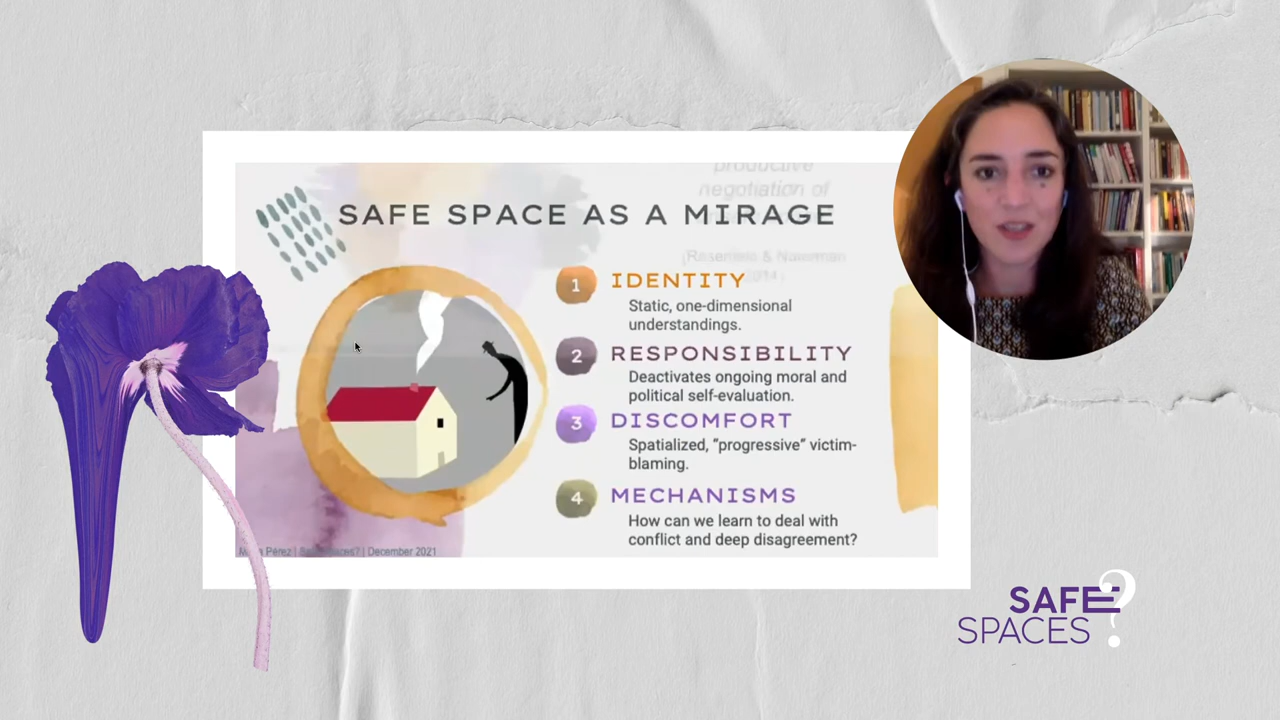 productive
negotiation of
SAFE SPACE AS A MIRAGE
1 IDENTITY
Static, one-dimensional
understandings.
2 RESPONSIBILITY
Deactivates ongoing moral and
political self-evaluation.
3 DISCOMFORT
Spatialized, "progressive" victim-
blaming.
4 MECHANISMS
How can we learn to deal with
conflict and deep disagreement?
Pérez | Spaces? | December 2021
SAFE
SPACES ?